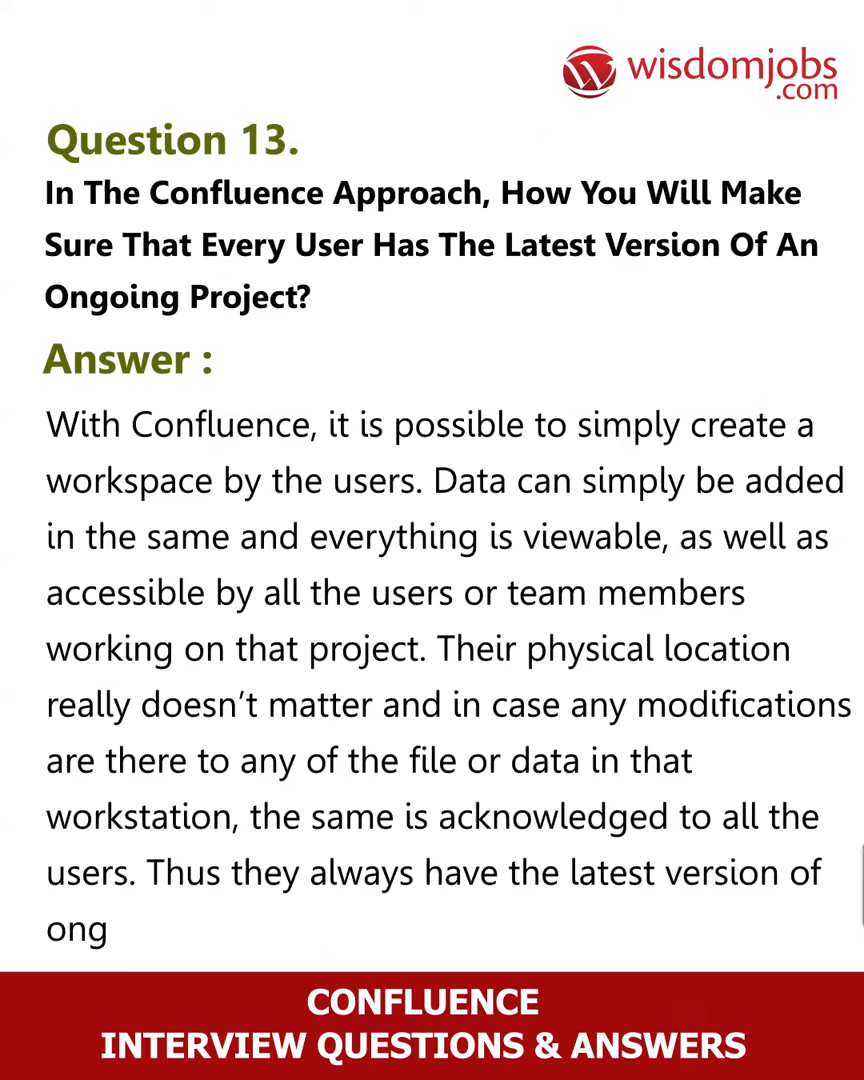 wisdomjobs
.com
Question 13.
In The Confluence Approach, How You Will Make
Sure That Every User Has The Latest Version Of An
Ongoing Project?
Answer :
With Confluence, it is possible to simply create a
workspace by the users. Data can simply be added
in the same and everything is viewable, as well as
accessible by all the users or team members
working on that project. Their physical location
really doesn’t matter and in case any modifications
are there to any of the file or data in that
workstation, the same is acknowledged to all the
users. Thus they always have the latest version of
ong
CONFLUENCE
INTERVIEW QUESTIONS & ANSWERS